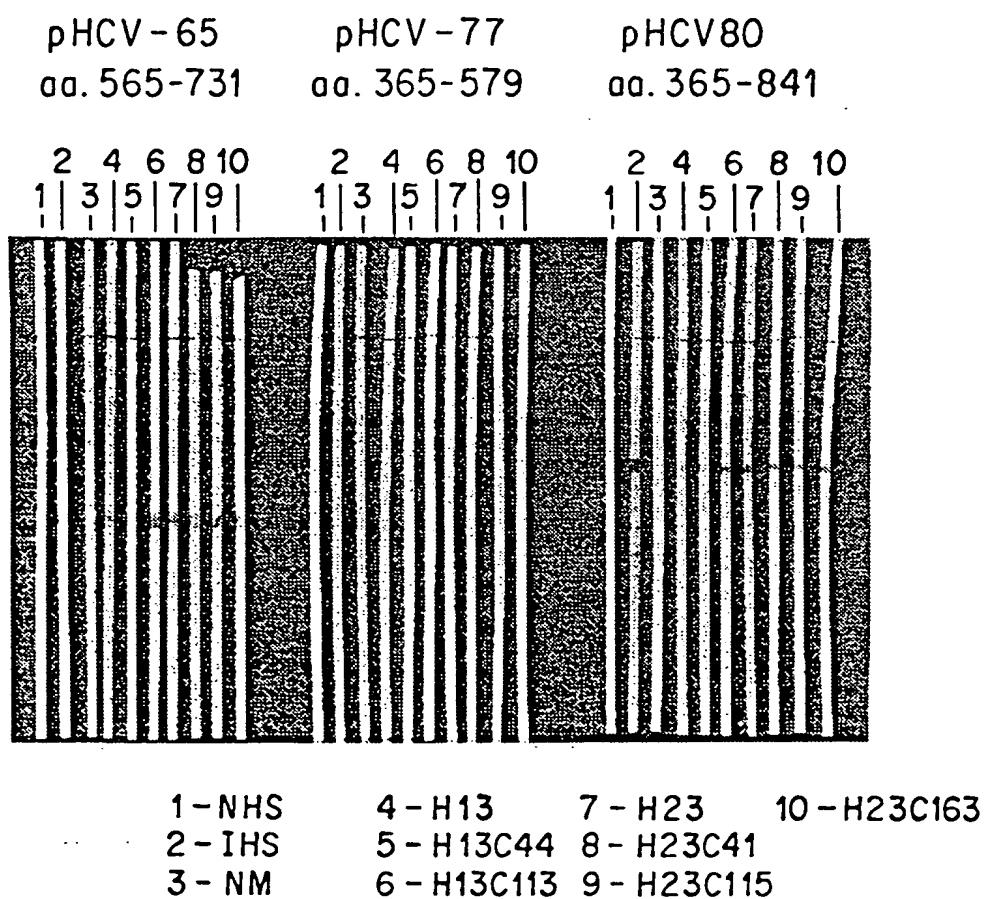 pHCV-65 pHCV-77 pHCV80
aa. 565-731 aa. 365-579 aa. 365-841
2 4 6 8 10 2 4 6 8 10 2 4 6 8 10
1 3 5 7 9 1 3 5 7 9 1 3 5 7 9
1-NHS 4-H13 7-H23 10-H23C163
2-IHS 5-H13C44 8-H23C41
3-NM 6-H13C113 9-H23C115